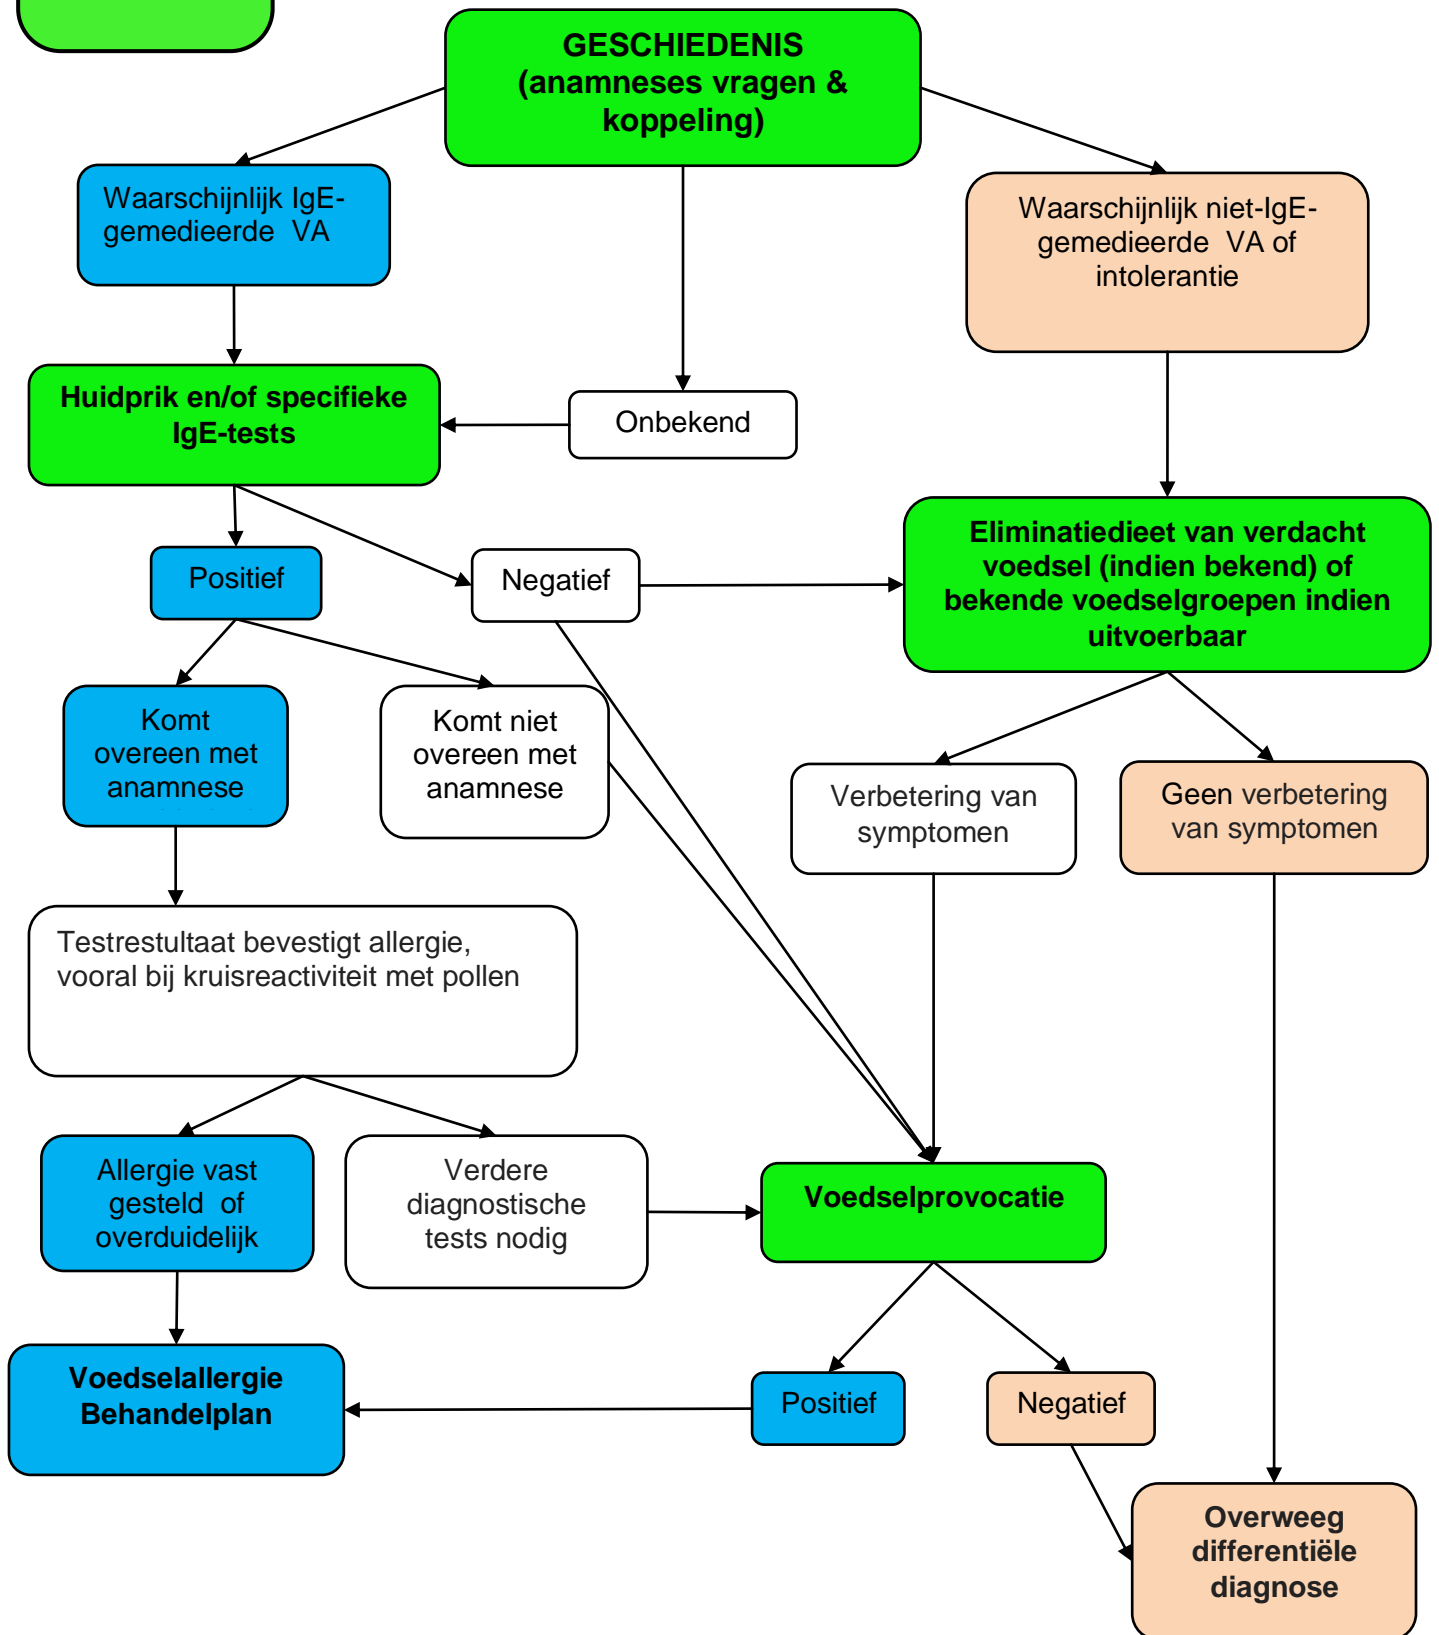 GESCHIEDENIS
(anamneses vragen &
koppeling)
Waarschijnlijk IgE-
gemedieerde VA
Waarschijnlijk niet-IgE-
gemedieerde VA of
intolerantie
Huidprik en/of specifieke
IgE-tests
Onbekend
Eliminatiedieet van verdacht
voedsel (indien bekend) of
bekende voedselgroepen indien
uitvoerbaar
Positief
Negatief
Komt
overeen met
anamnese
Komt niet
overeen met
anamnese
Verbetering van
symptomen
Geen verbetering
van symptomen
Testrestultaat bevestigt allergie,
vooral bij kruisreactiviteit met pollen
Allergie vast
gesteld of
overduidelijk
Verdere
diagnostische
tests nodig
Voedselprovocatie
Voedselallergie
Behandelplan
Positief
Negatief
Overweeg
differentiële
diagnose